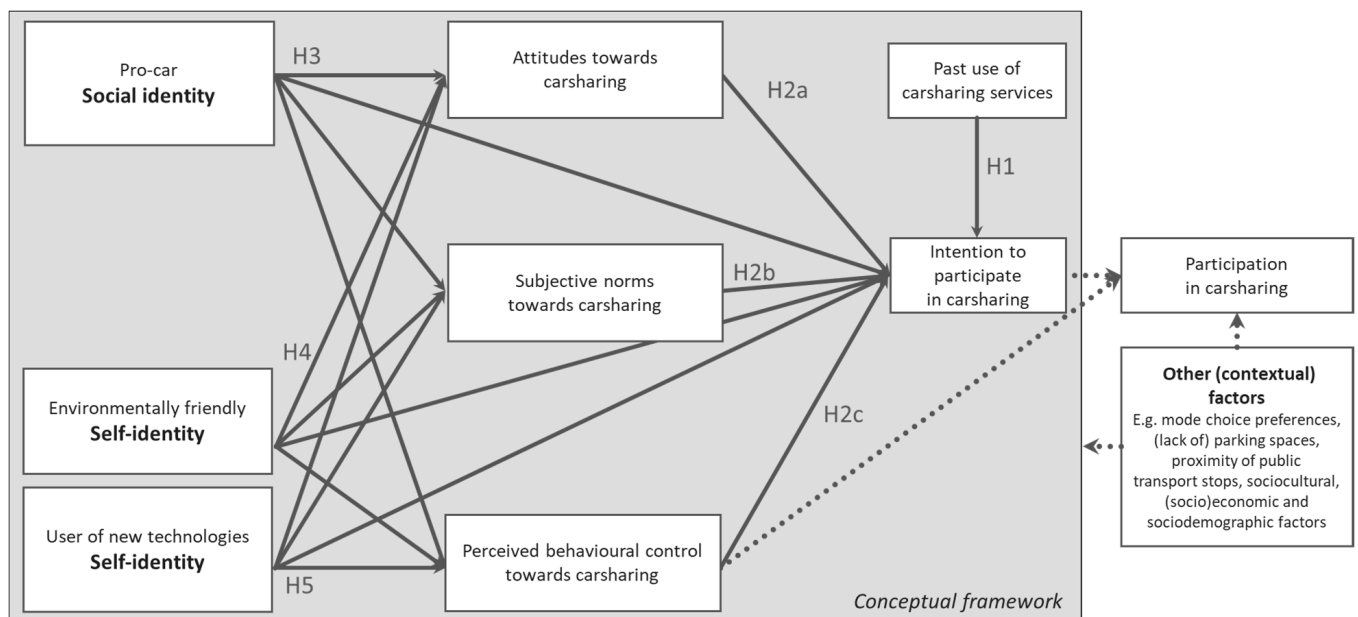 Pro-car
Social identity
H3
Attitudes towards
carsharing
H2a
Past use of
carsharing services
H1
Subjective norms
towards carsharing
H2b
Intention to
participate
in carsharing
Participation
in carsharing
H4
Environmentally friendly
Self-identity
H2c
Other (contextual)
factors
E.g. mode choice preferences,
(lack of) parking spaces,
proximity of public
transport stops, sociocultural,
(socio)economic and
sociodemographic factors
User of new technologies
Self-identity
H5
Perceived behavioural control
towards carsharing
Conceptual framework